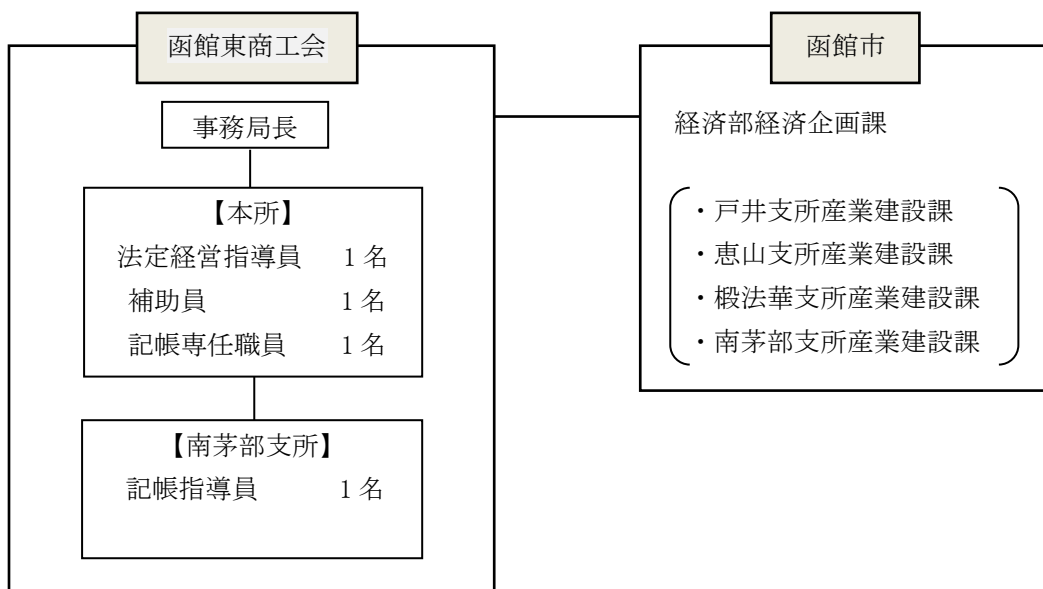 函館東商工会
事務局長
【本所】
法定経営指導員 1名
補助員 1名
記帳専任職員 1名
【南茅部支所】
記帳指導員 1名
函館市
経済部経済企画課
・戸井支所産業建設課
・恵山支所産業建設課
・椴法華支所産業建設課
・南茅部支所産業建設課